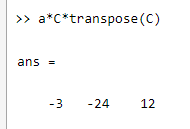 >> a*C*transpose(C)
ans =
-3 -24 12